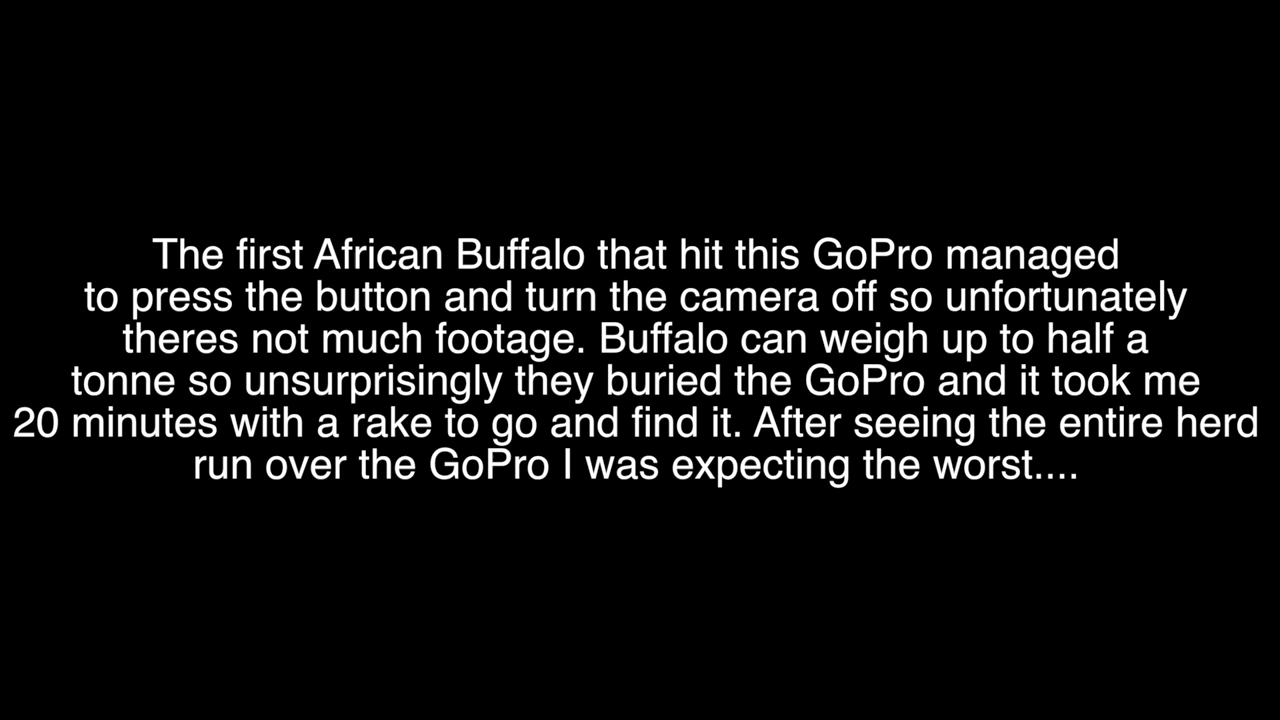 The first African Buffalo that hit this GoPro managed
to press the button and turn the camera off so unfortunately
theres not much footage. Buffalo can weigh up to half a
tonne so unsurprisingly they buried the GoPro and it took me
20 minutes with a rake to go and find it. After seeing the entire herd
run over the GoPro I was expecting the worst....